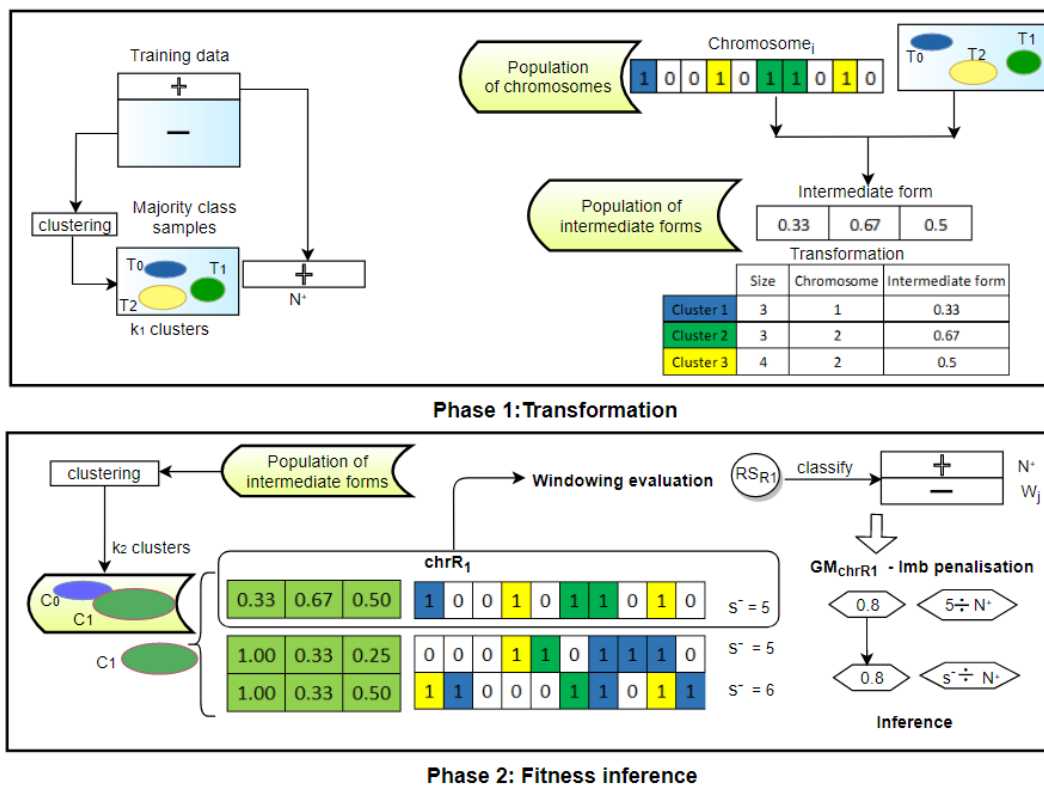 Training data
+
−
clustering
Majority class
samples
T0
T1
T2
k1 clusters
+
N+
Population
of chromosomes
Chromosomei
1 0 0 1 0 1 1 0 1 0
T0
T1
T2
Population of
intermediate forms
Intermediate form
0.33 0.67 0.5
Transformation
Size Chromosome Intermediate form
Cluster 1 3 1 0.33
Cluster 2 3 2 0.67
Cluster 3 4 2 0.5
Phase 1:Transformation
clustering
Population of
intermediate forms
Windowing evaluation
RSR1
classify
+
−
N+
Wj
k2 clusters
C0
C1
C1
chrR1
0.33 0.67 0.50 1 0 0 1 0 1 1 0 1 0 s- = 5
1.00 0.33 0.25 0 0 0 1 1 0 1 1 1 0 s- = 5
1.00 0.33 0.50 1 1 0 0 0 1 1 0 1 1 s- = 6
GMchrR1 - Imb penalisation
0.8 5÷ N+
0.8 s- ÷ N+
Inference
Phase 2: Fitness inference